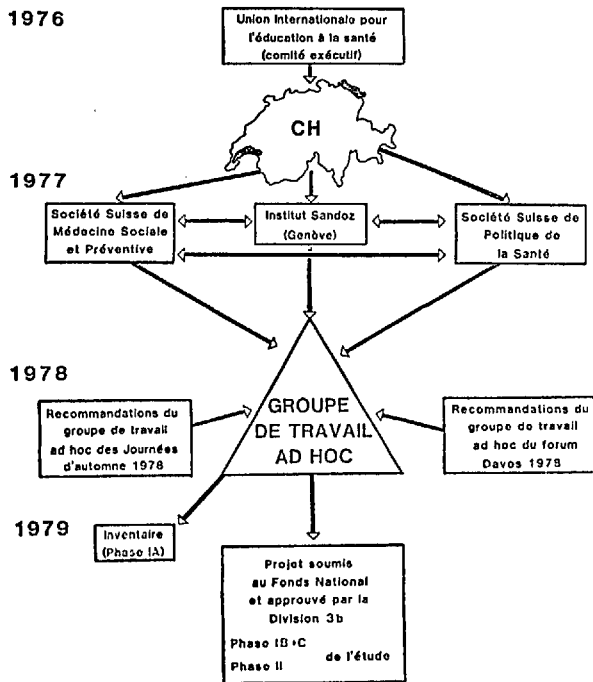 1976
Union Internationale pour
l'éducation à la santé
(comité exécutif)
CH
1977
Société Suisse de
Médecine Sociale
et Préventive
Institut Sandoz
(Genève)
Société Suisse de
Politique de
la Santé
1978
GROUPE
DE TRAVAIL
AD HOC
Recommandations du
groupe de travail
ad hoc des Journées
d'automne 1978
Recommandations du
groupe de travail
ad hoc du forum
Davos 1978
1979
Inventaire
(Phase IA)
Projet soumis
au Fonds National
et approuvé par la
Division 3b
Phase IB+C
Phase II
de l'étude